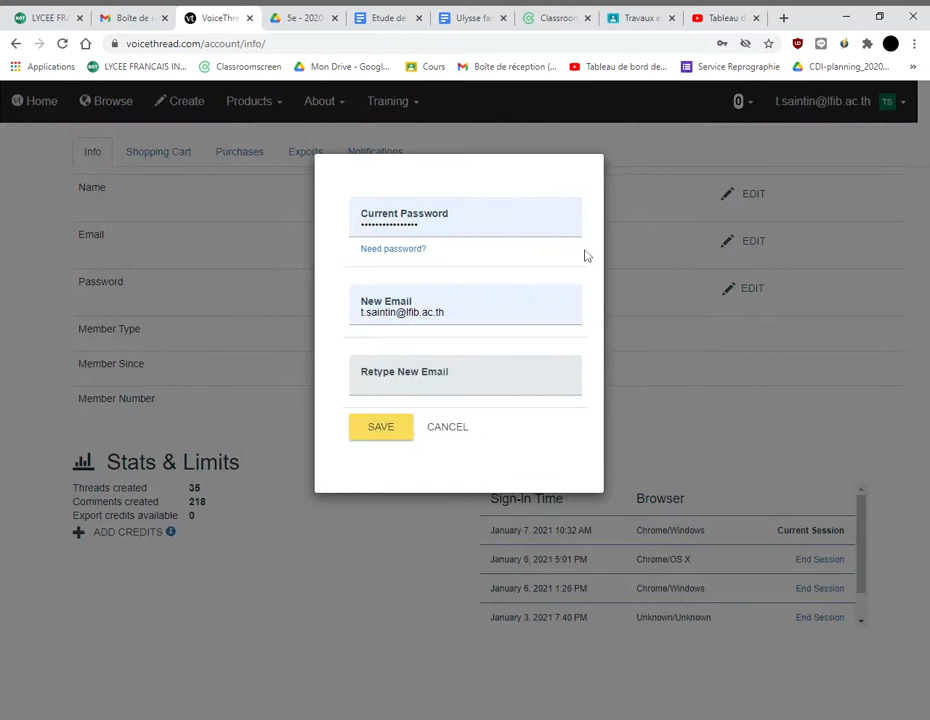 LYCEE FRA
Boîte de r
VoiceThre
5e - 2020
Etude de
Ulysse fac
Classroom
Travaux e
Tableau d
voicethread.com/account/info/
Applications
LYCEE FRANCAIS IN...
Classroomscreen
Mon Drive - Googl...
Cours
Boîte de réception (...
Tableau de bord de...
Service Reprographie
CDI-planning_2020...
»
Home
Browse
Create
Products
About
Training
0
t.saintin@lfib.ac.th
TS
Info
Shopping Cart
Purchases
Exports
Notifications
Name
EDIT
Email
EDIT
Password
EDIT
Member Type
Member Since
Member Number
Current Password
••••••••••••••••
Need password?
New Email
t.saintin@lfib.ac.th
Retype New Email
SAVE
CANCEL
Stats & Limits
Threads created 35
Comments created 218
Export credits available 0
ADD CREDITS
Sign-in Time
Browser
January 7, 2021 10:32 AM Chrome/Windows Current Session
January 6, 2021 5:01 PM Chrome/OS X End Session
January 6, 2021 1:26 PM Chrome/Windows End Session
January 3, 2021 7:40 PM Unknown/Unknown End Session